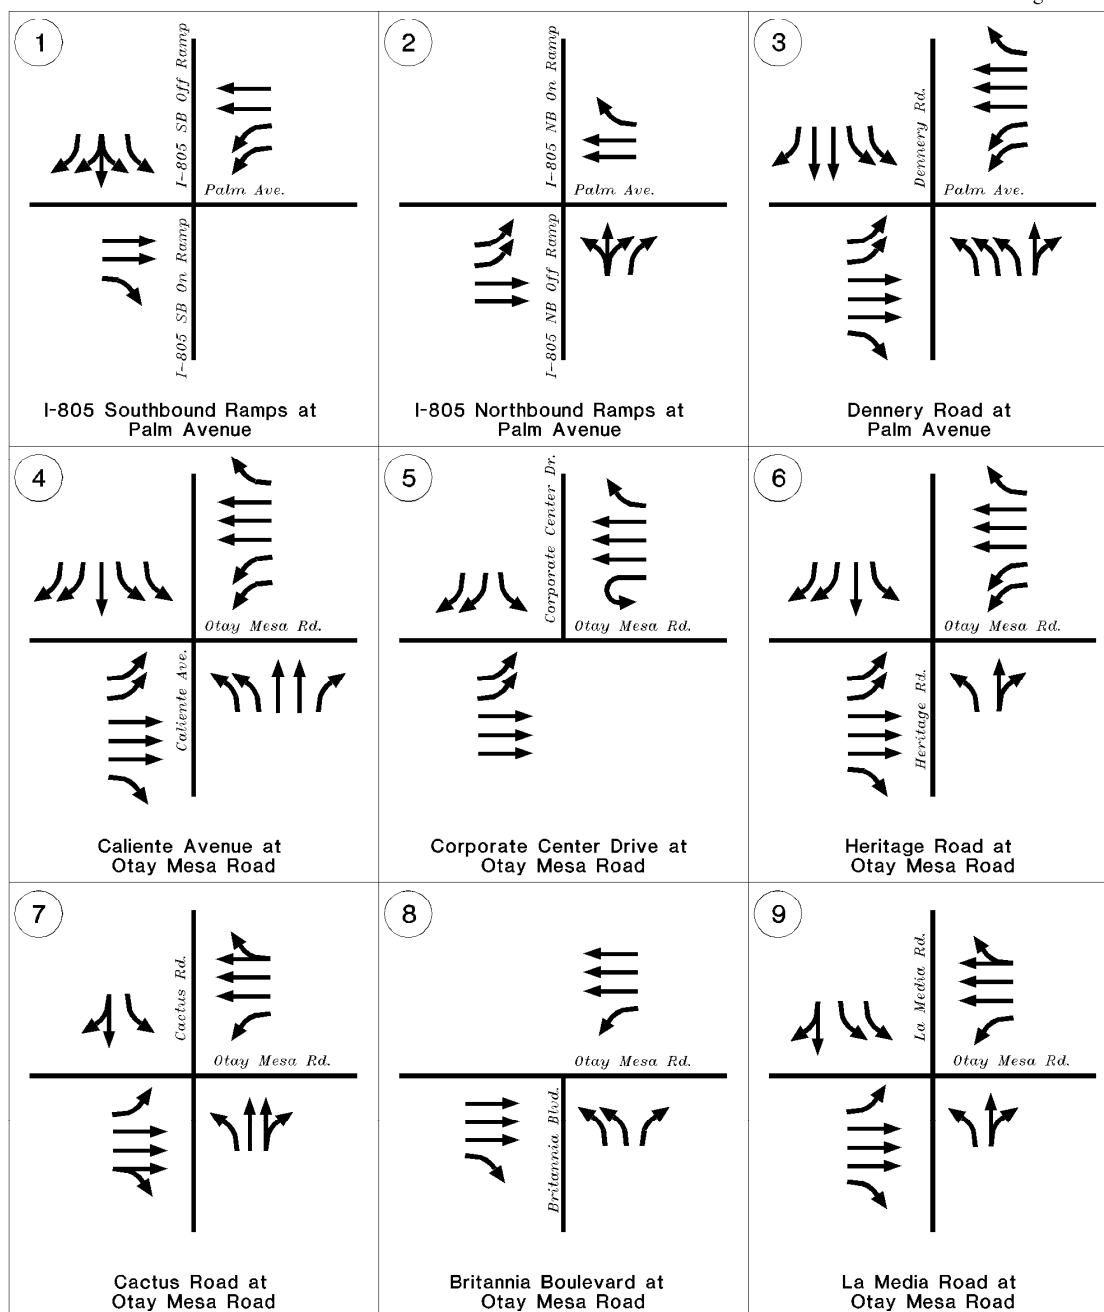 1
I-805 SB Off Ramp
Palm Ave.
I-805 SB On Ramp
I-805 Southbound Ramps at
Palm Avenue
2
I-805 NB On Ramp
Palm Ave.
I-805 NB Off Ramp
I-805 Northbound Ramps at
Palm Avenue
3
Dennery Rd.
Palm Ave.
Dennery Road at
Palm Avenue
4
Otay Mesa Rd.
Caliente Ave.
Caliente Avenue at
Otay Mesa Road
5
Corporate Center Dr.
Otay Mesa Rd.
Corporate Center Drive at
Otay Mesa Road
6
Otay Mesa Rd.
Heritage Rd.
Heritage Road at
Otay Mesa Road
7
Cactus Rd.
Otay Mesa Rd.
Cactus Road at
Otay Mesa Road
8
Otay Mesa Rd.
Britannia Blvd.
Britannia Boulevard at
Otay Mesa Road
9
La Media Rd.
Otay Mesa Rd.
La Media Road at
Otay Mesa Road